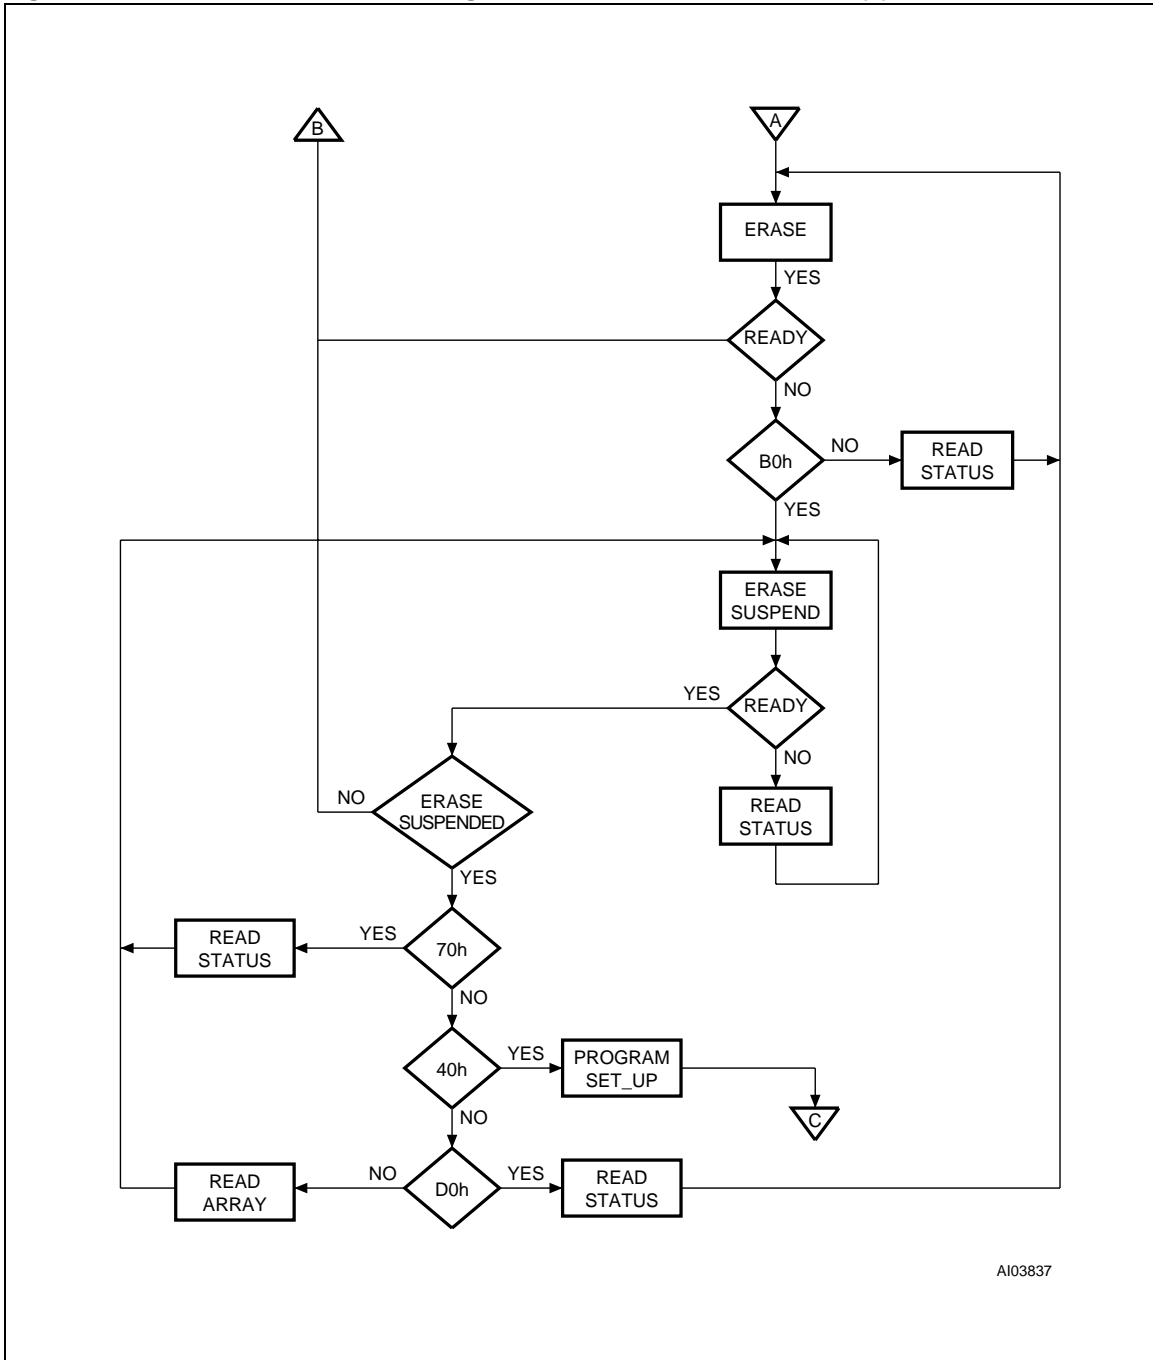 B
A
ERASE
YES
READY
NO
B0h
NO
READ
STATUS
YES
ERASE
SUSPEND
YES
READY
NO
NO
ERASE
SUSPENDED
READ
STATUS
YES
READ
STATUS
YES
70h
NO
40h
YES
PROGRAM
SET_UP
NO
C
READ
ARRAY
NO
D0h
YES
READ
STATUS
AI03837